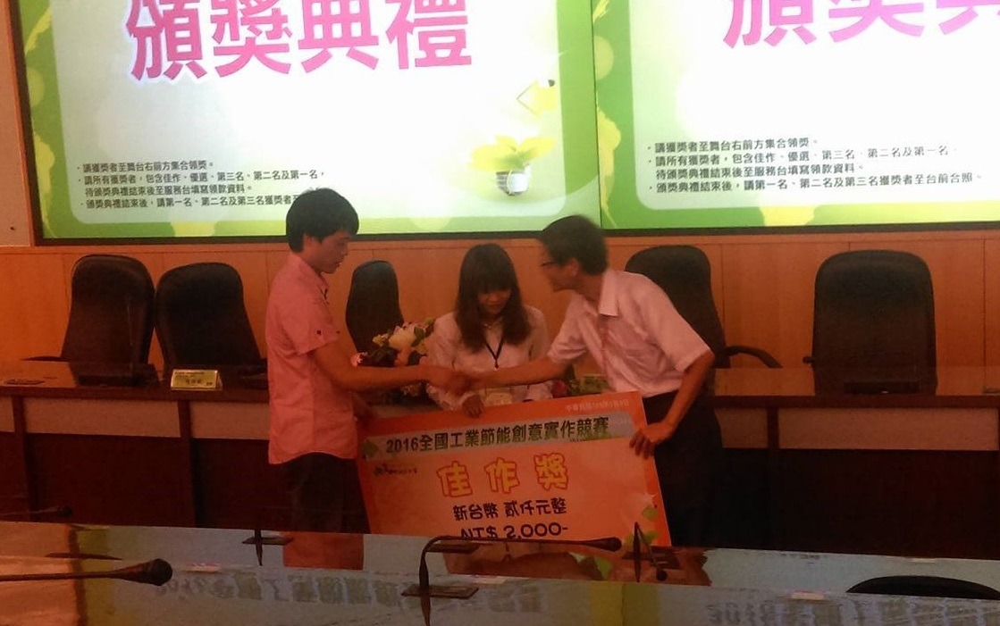 頒獎典禮
·請獲獎者至舞台右前方集合領獎。
·請所有獲獎者，包含佳作、優選、第三名、第二名及第一名，
待頒獎典禮結束後至服務台填寫領款資料。
·頒獎典禮結束後，請第一名、第二名及第三名獲獎者至
頒獎典
·請獲獎者至舞台右前方集合領獎。
·請所有獲獎者，包含佳作、優選、第三名、第二名及第一名，
待頒獎典禮結束後至服務台填寫領款資料。
·頒獎典禮結束後，請第一名、第二名及第三名獲獎者至台前合照。
2016全國工業節能創意實作競賽
佳作獎
新台幣 貳仟元整
NT$ 2,000-